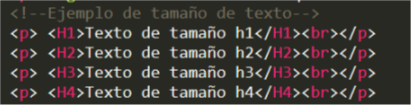 <!--Ejemplo de tamaño de texto-->
<p> <H1>Texto de tamaño h1</H1><br></p>
<p> <H2>Texto de tamaño h2</H2><br></p>
<p> <H3>Texto de tamaño h3</H3><br></p>
<p> <H4>Texto de tamaño h4</H4><br></p>